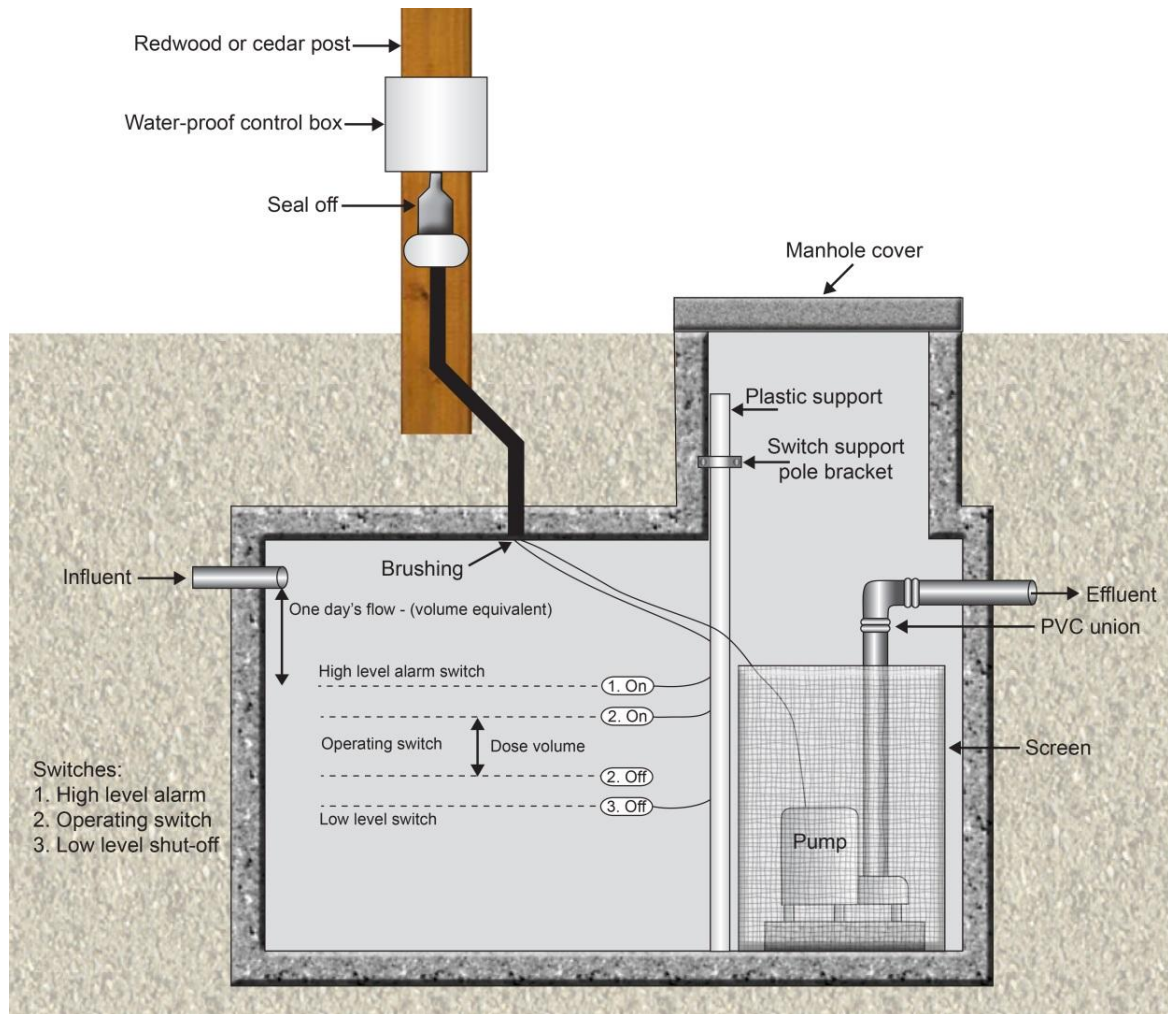 Redwood or cedar post
Water-proof control box
Seal off
Manhole cover
Plastic support
Switch support
pole bracket
Influent
Brushing
Effluent
One day's flow - (volume equivalent)
PVC union
High level alarm switch
1. On
2. On
Operating switch
Dose volume
Screen
2. Off
Switches:
1. High level alarm
2. Operating switch
3. Low level shut-off
3. Off
Low level switch
Pump